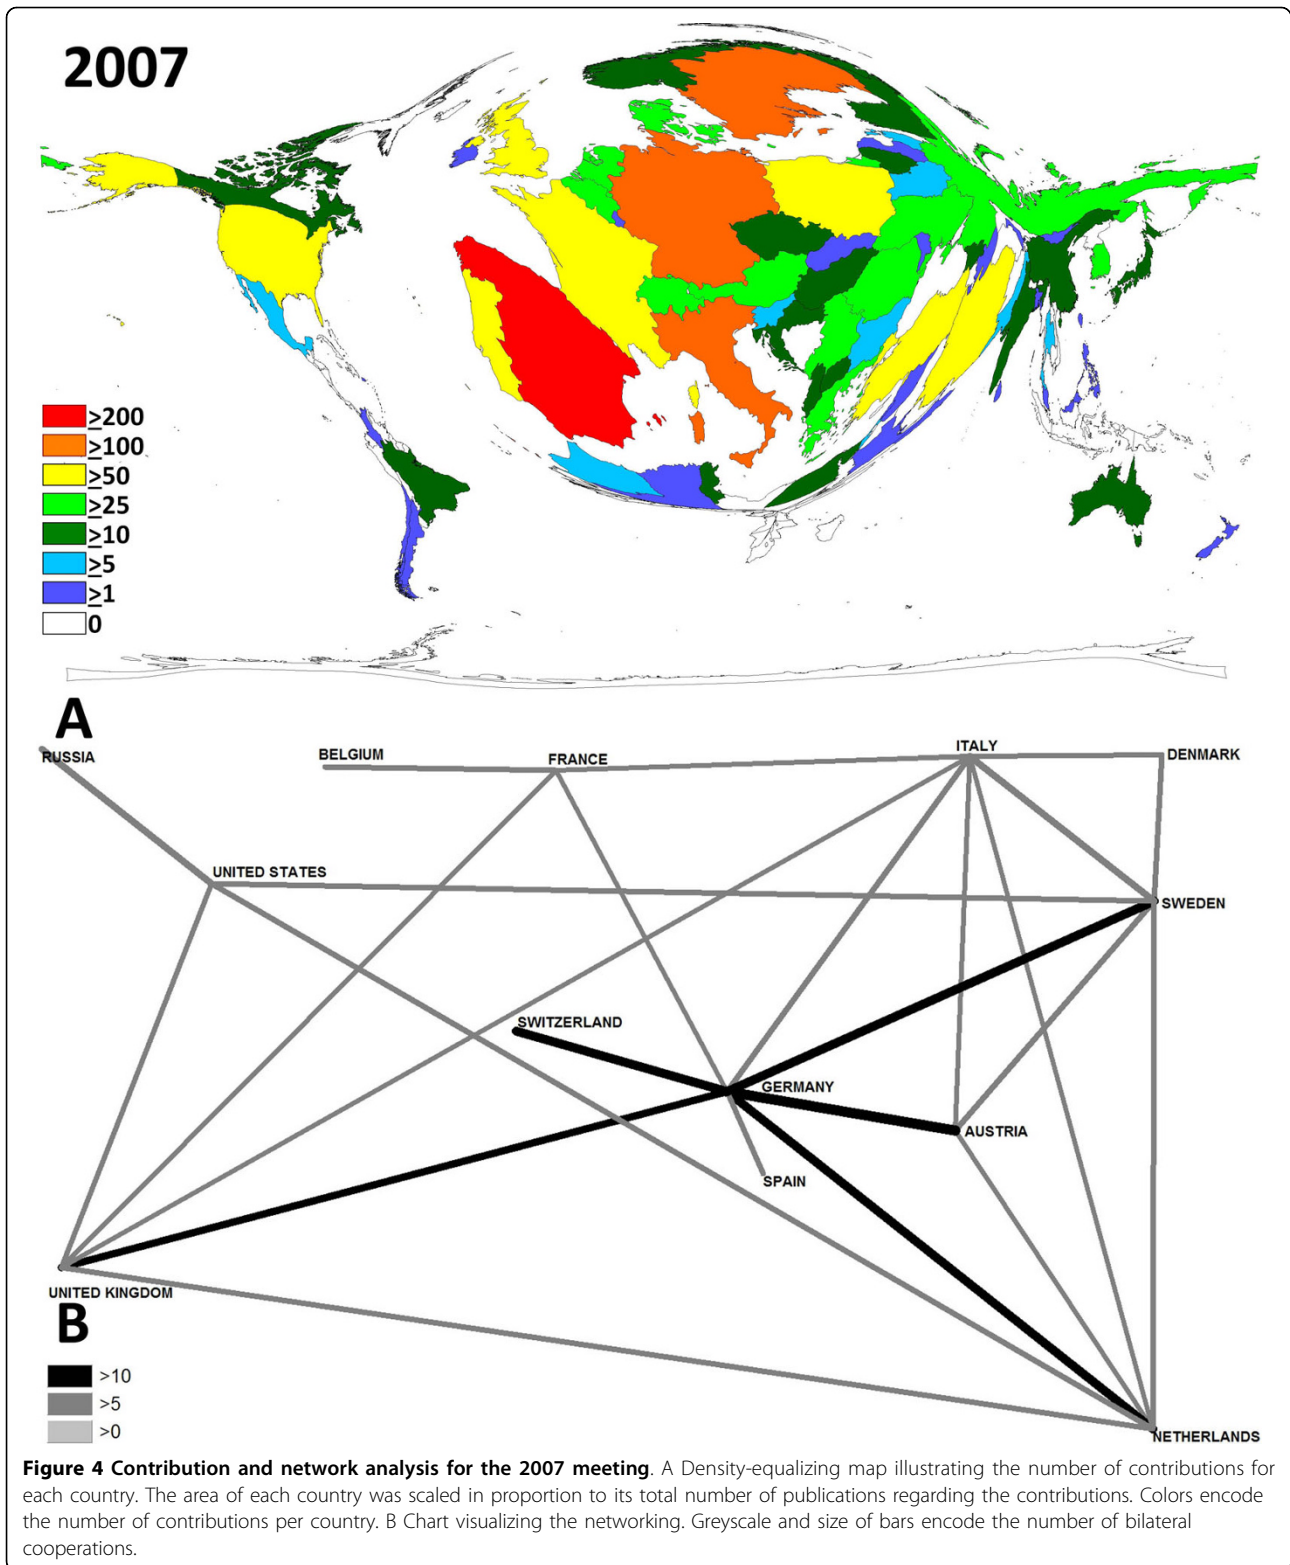 2007
≥200
≥100
≥50
≥25
≥10
≥5
≥1
0
A
RUSSIA
BELGIUM
FRANCE
ITALY
DENMARK
UNITED STATES
SWEDEN
SWITZERLAND
GERMANY
AUSTRIA
SPAIN
UNITED KINGDOM
B
>10
>5
>0
NETHERLANDS
Figure 4 Contribution and network analysis for the 2007 meeting. A Density-equalizing map illustrating the number of contributions for
each country. The area of each country was scaled in proportion to its total number of publications regarding the contributions. Colors encode
the number of contributions per country. B Chart visualizing the networking. Greyscale and size of bars encode the number of bilateral
cooperations.